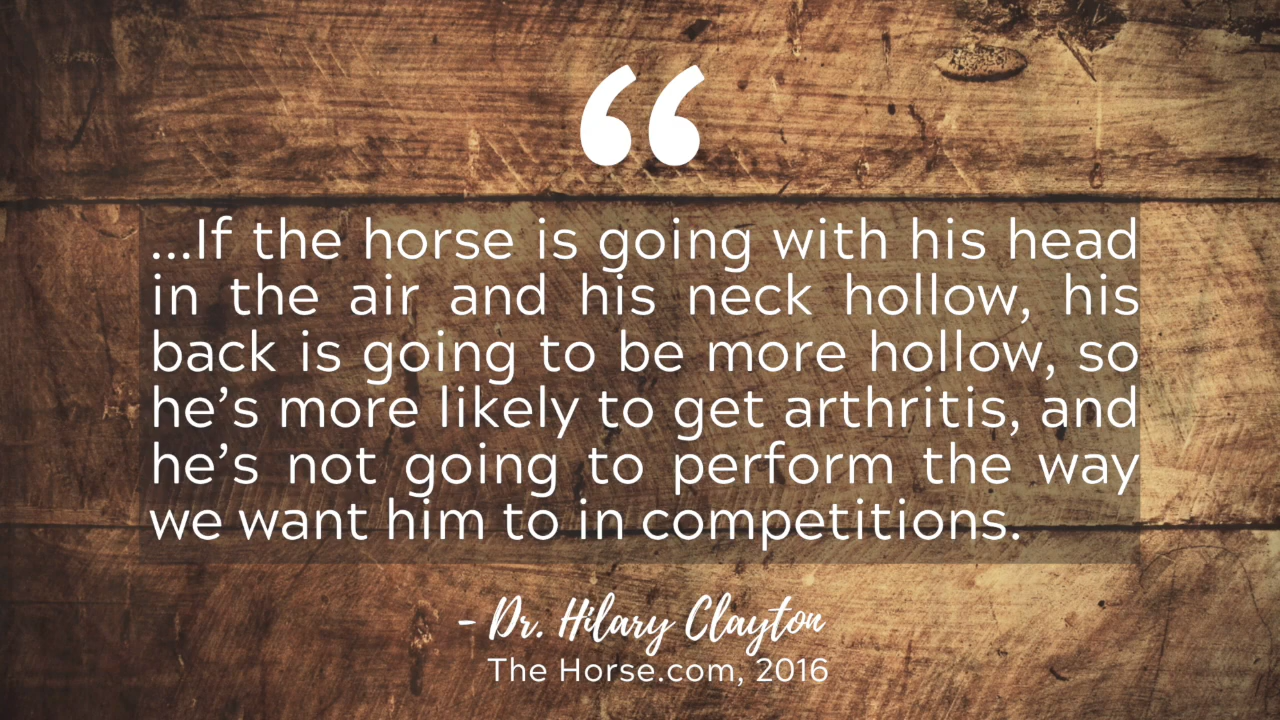 “
...If the horse is going with his head
in the air and his neck hollow, his
back is going to be more hollow, so
he’s more likely to get arthritis, and
he’s not going to perform the way
we want him to in competitions.
- Dr. Hilary Clayton
The Horse.com, 2016